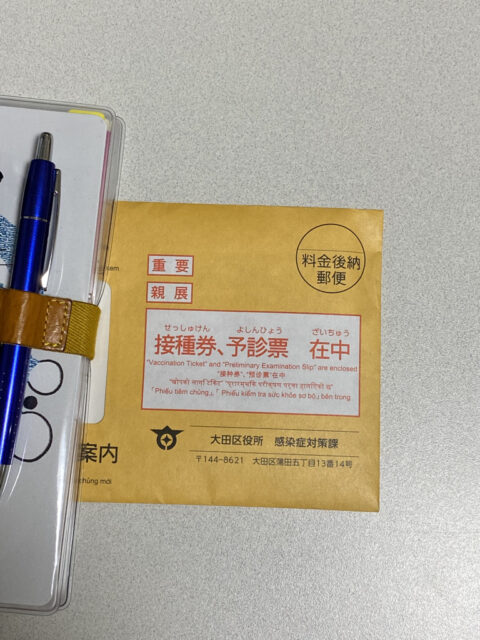 料金後納
郵便
重要
親展
せっしゅけん よしんひょう ざいちゅう
接種券、予診票 在中
"Vaccination Ticket" and "Preliminary Examination Slip" are enclosed
"接种券", "预诊票"在中
「Phiếu tiêm chủng」, 「Phiếu kiểm tra sức khỏe sơ bộ」 bên trong
案内
大田区役所 感染症対策課
〒144-8621 大田区蒲田五丁目13番14号